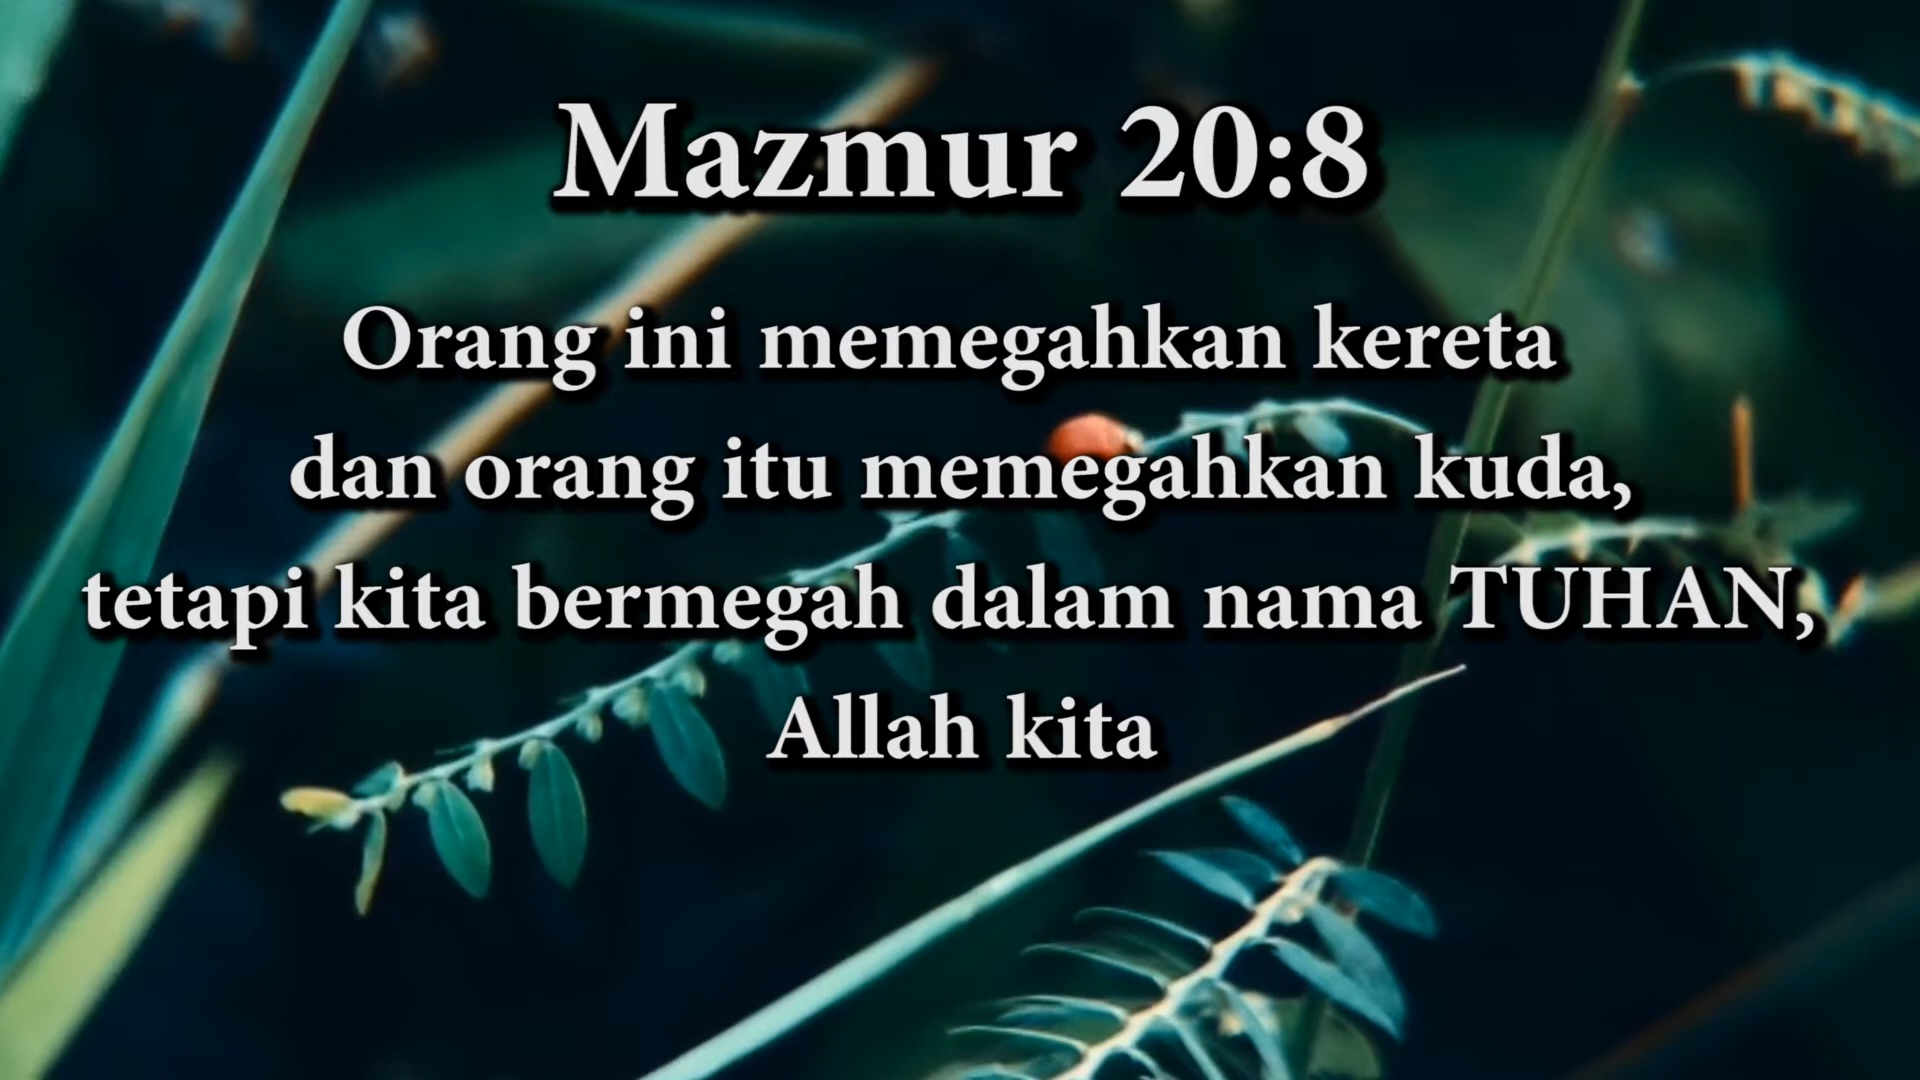 Mazmur 20:8
Orang ini memegahkan kereta
dan orang itu memegahkan kuda,
tetapi kita bermegah dalam nama TUHAN,
Allah kita